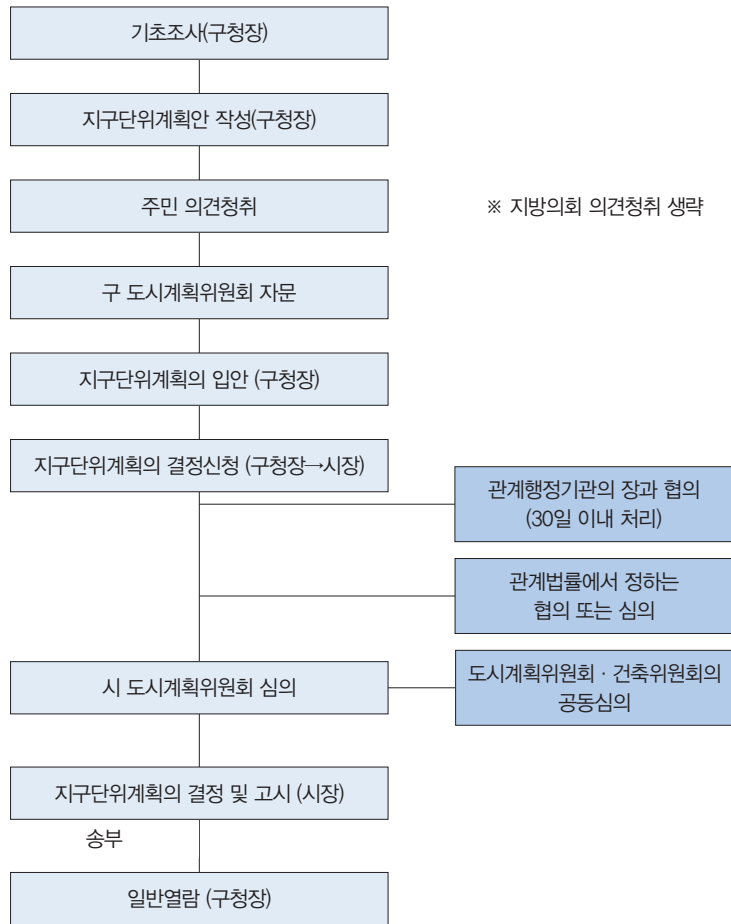 기초조사(구청장)
지구단위계획안 작성(구청장)
주민 의견청취
※ 지방의회 의견청취 생략
구 도시계획위원회 자문
지구단위계획의 입안 (구청장)
지구단위계획의 결정신청 (구청장→시장)
관계행정기관의 장과 협의
(30일 이내 처리)
관계법률에서 정하는
협의 또는 심의
시 도시계획위원회 심의
도시계획위원회 · 건축위원회의
공동심의
지구단위계획의 결정 및 고시 (시장)
송부
일반열람 (구청장)